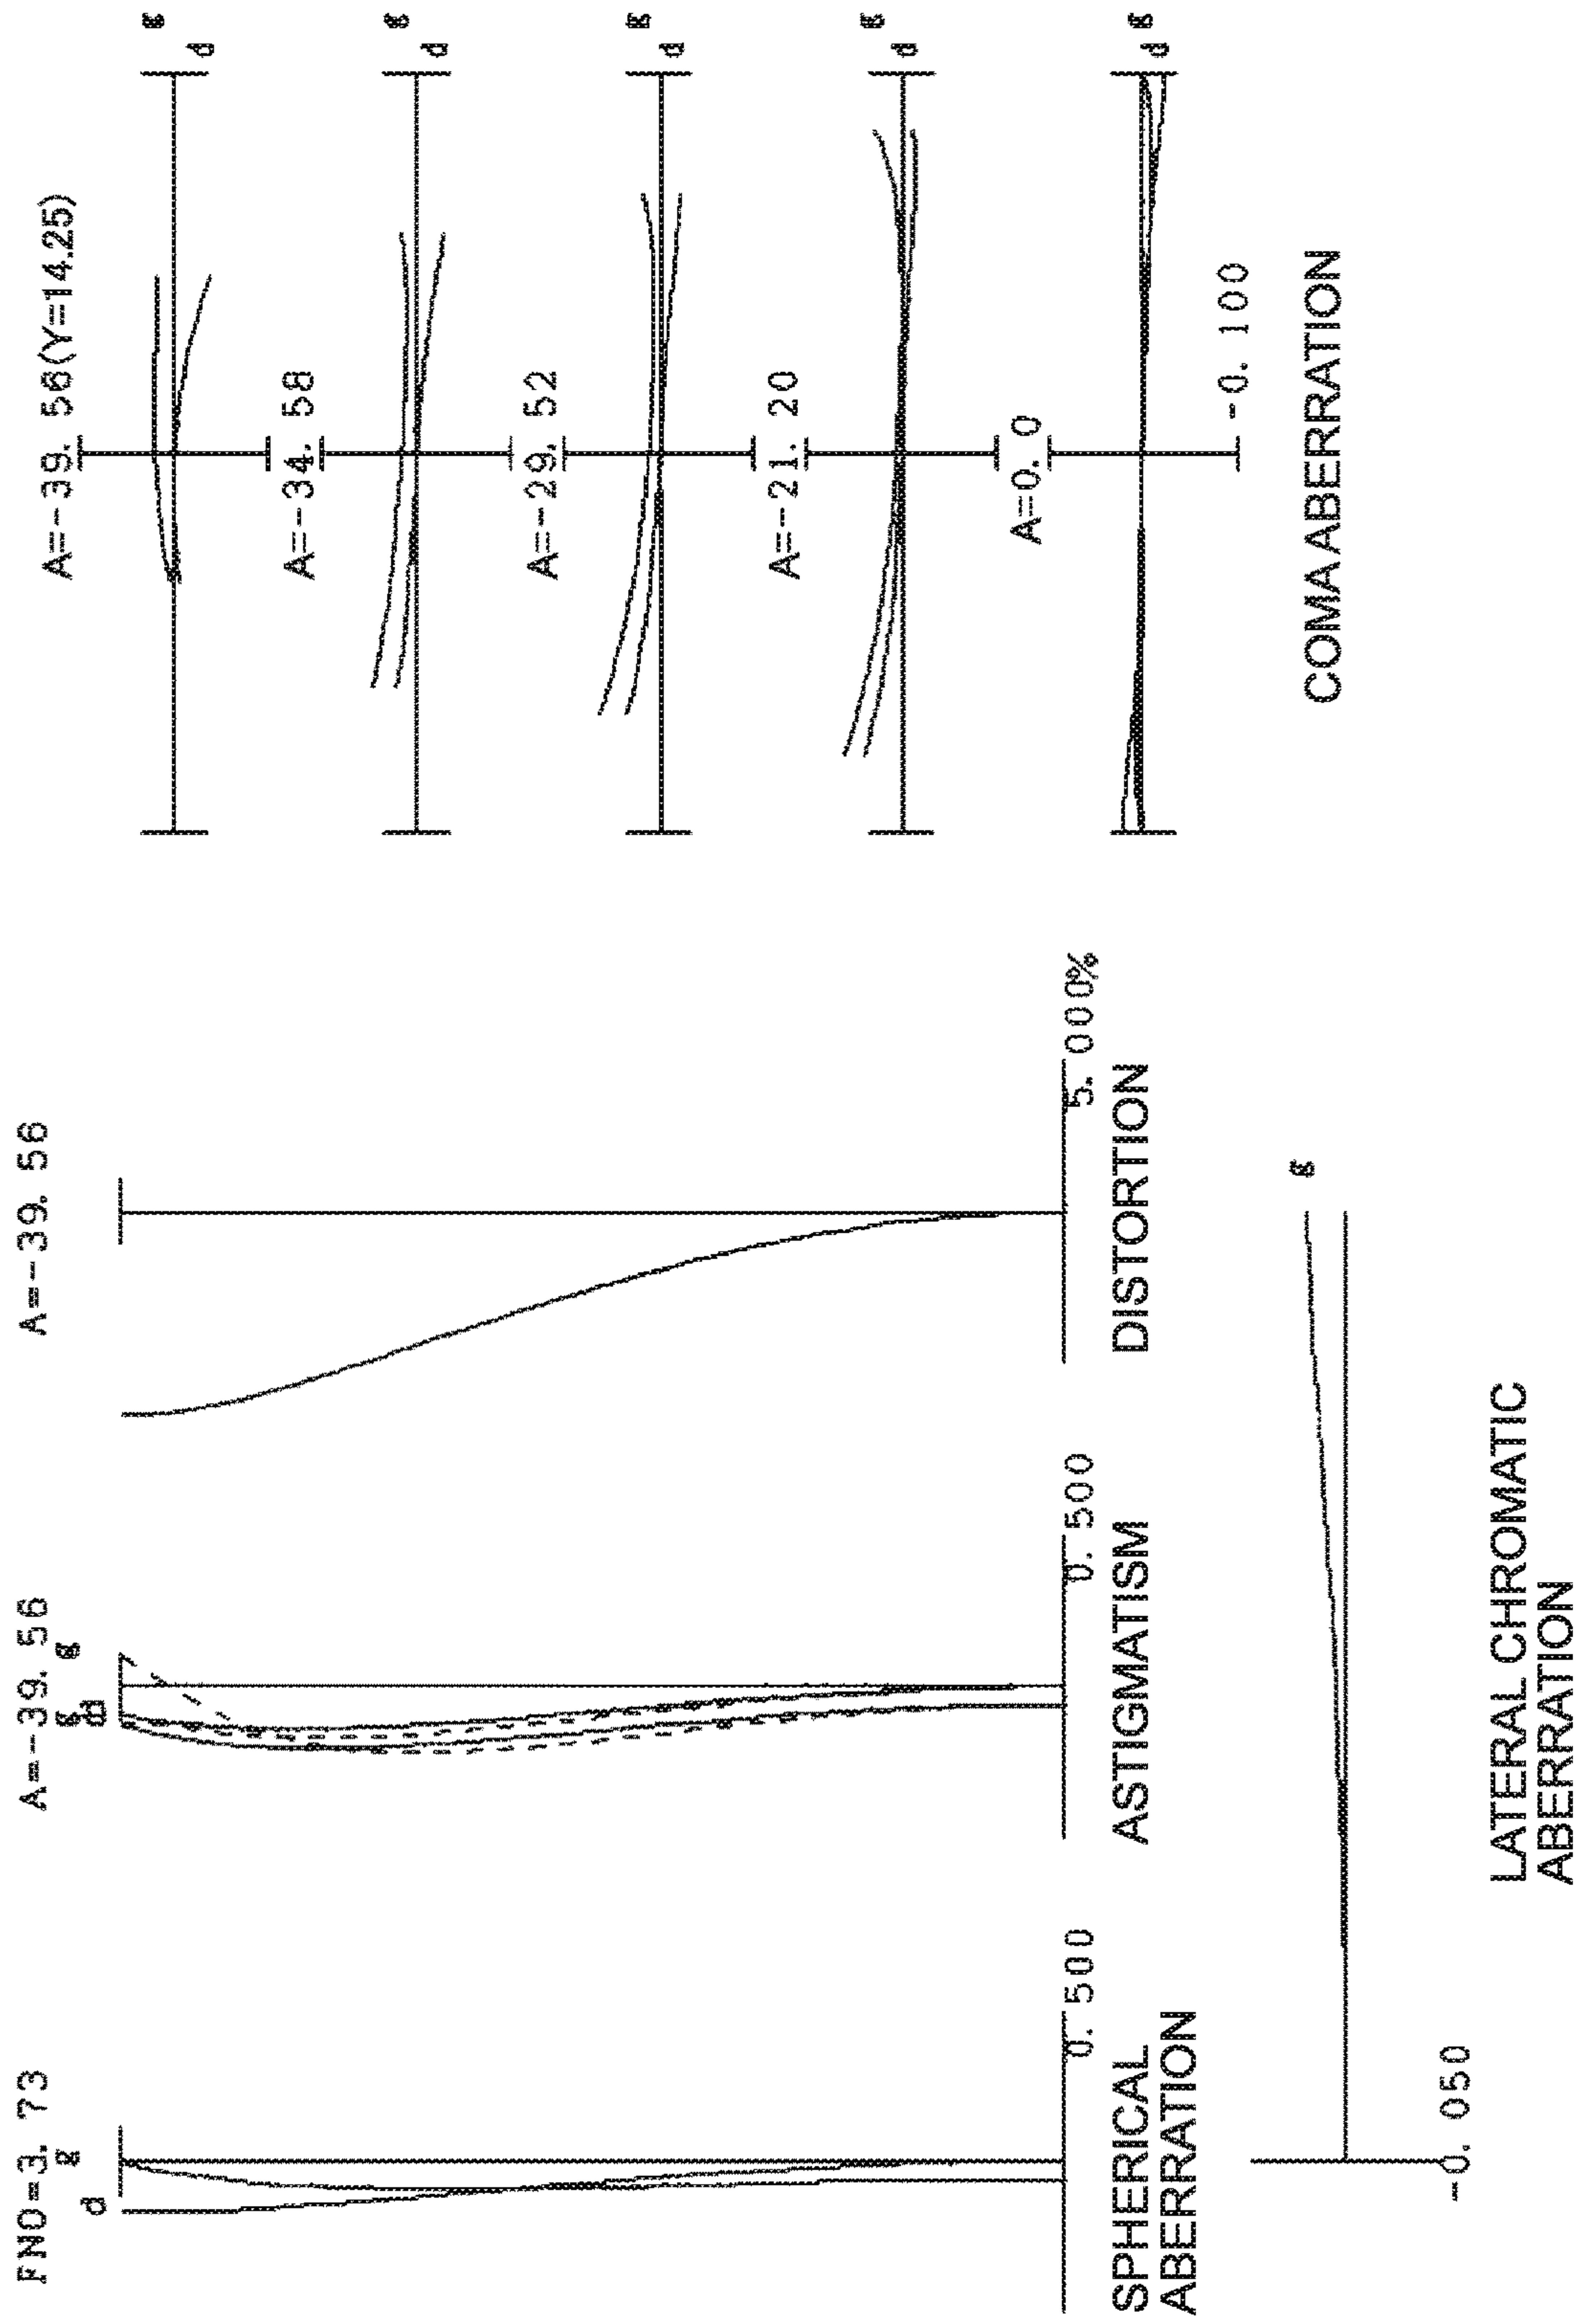 FNO=3. 73
d
g
0. 500
SPHERICAL
ABERRATION
A=-39. 56
g
d
g
0. 500
ASTIGMATISM
A=-39. 56
5. 000%
DISTORTION
g
-0. 050
LATERAL CHROMATIC
ABERRATION
A=-39. 56(Y=14.25)
g
d
A=-34. 58
g
d
A=-29. 52
g
d
A=-21. 20
g
d
A=0. 0
g
d
-0. 100
COMA ABERRATION